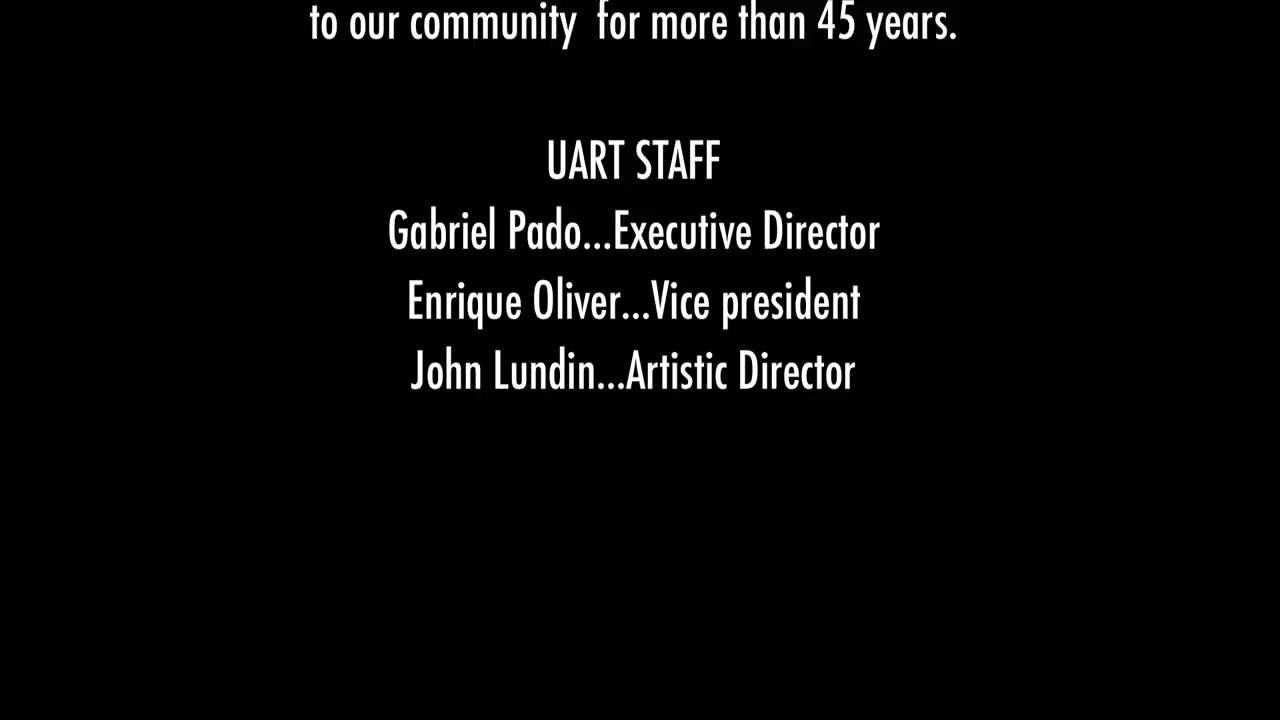 to our community for more than 45 years.
UART STAFF
Gabriel Pado...Executive Director
Enrique Oliver...Vice president
John Lundin...Artistic Director